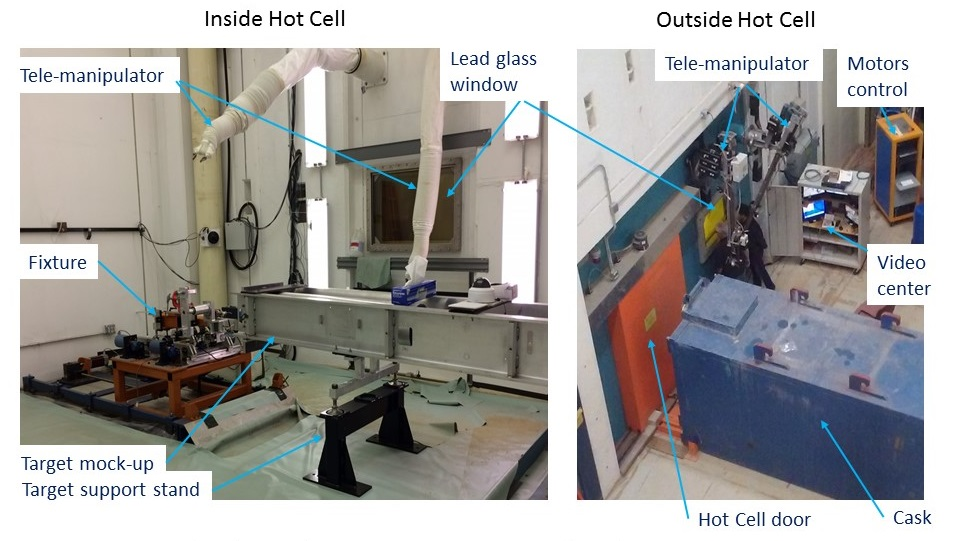 Inside Hot Cell
Outside Hot Cell
Tele-manipulator
Lead glass
window
Tele-manipulator
Motors
control
Fixture
Video
center
Target mock-up
Target support stand
Hot Cell door
Cask